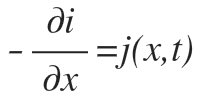 - ∂i/∂x = j(x,t)